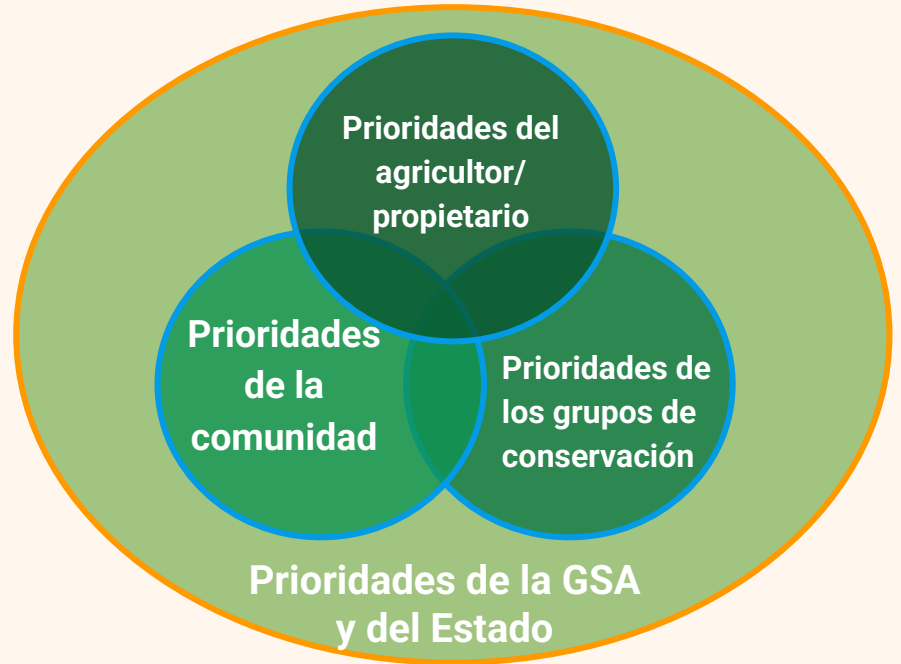 Prioridades del
agricultor/
propietario
Prioridades
de la
comunidad
Prioridades de
los grupos de
conservación
Prioridades de la GSA
y del Estado